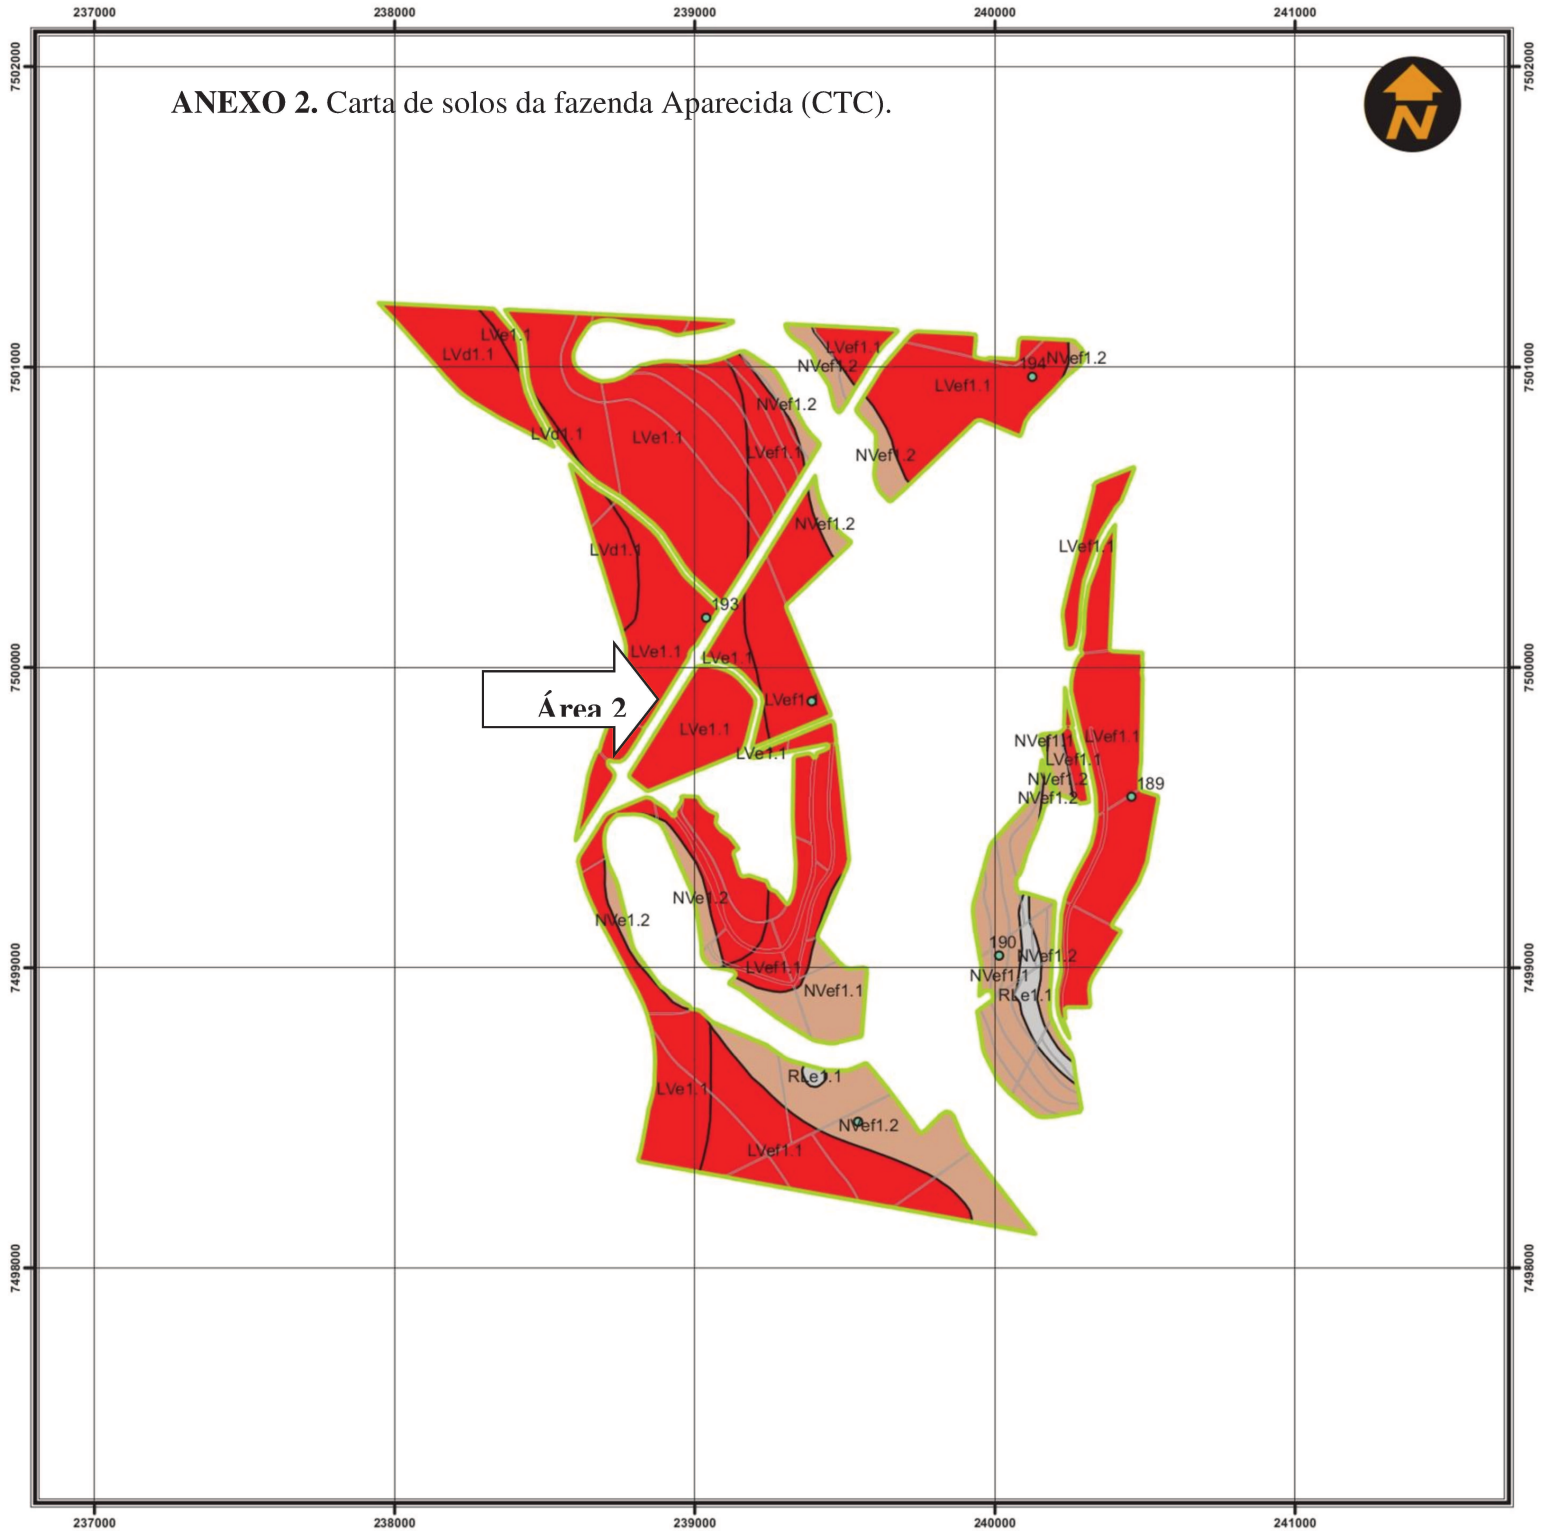 237000 238000 239000 240000 241000
7502000 7502000
ANEXO 2. Carta de solos da fazenda Aparecida (CTC).
N
LVe1.1
LVd1.1
LVef1.1
NVef1.2
NVef1.2
194
7501000 7501000
LVef1.1
NVef1.2
LVd1.1
LVe1.1
LVef1.1
NVef1.2
NVef1.2
LVd1.1
LVef1.1
193
LVe1.1
LVe1.1
7500000 7500000
Área 2
LVe1.1
LVe1.1
NVef1.1
LVef1.1
LVef1.1
NVef1.2
189
NVef1.2
NVe1.2
NVe1.2
190
NVef1.2
7499000 7499000
LVef1.1
NVef1.1
NVef1.1
RLe1.1
RLe1.1
LVe1.1
NVef1.2
LVef1.1
7498000 7498000
237000 238000 239000 240000 241000